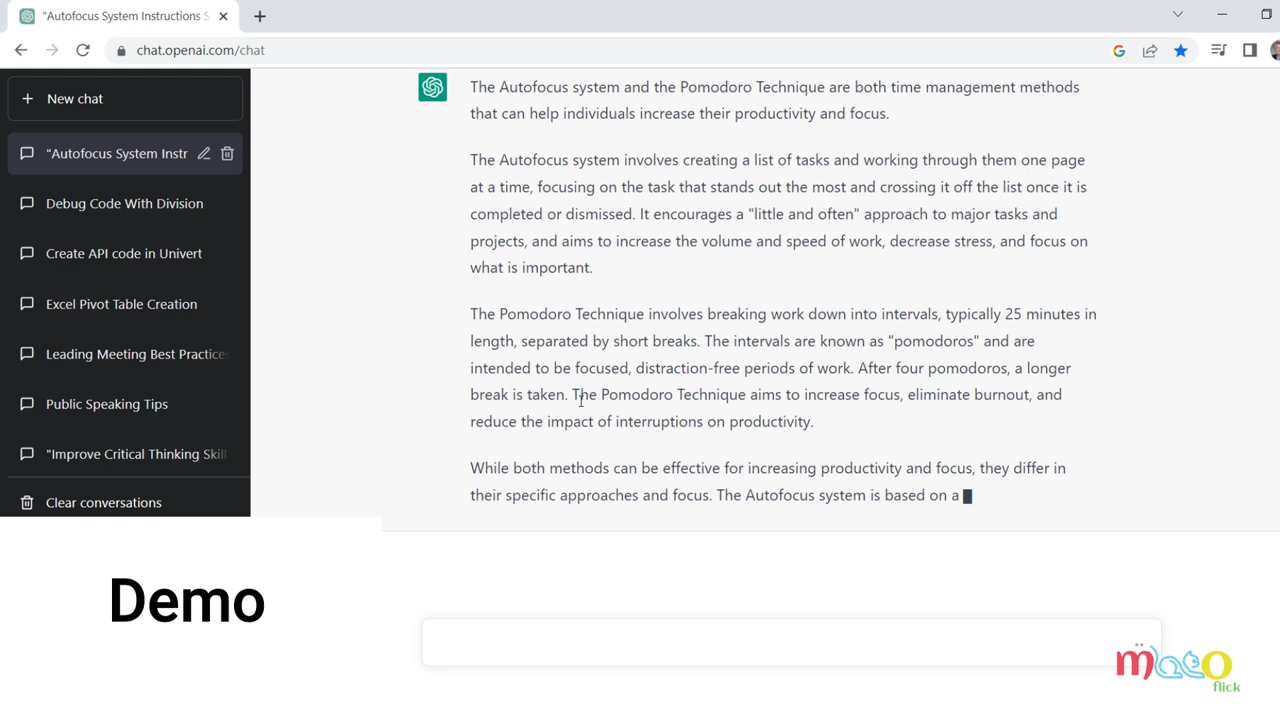 "Autofocus System Instructions S
chat.openai.com/chat
New chat
"Autofocus System Instr
Debug Code With Division
Create API code in Univert
Excel Pivot Table Creation
Leading Meeting Best Practices
Public Speaking Tips
"Improve Critical Thinking Skill
Clear conversations
The Autofocus system and the Pomodoro Technique are both time management methods
that can help individuals increase their productivity and focus.
The Autofocus system involves creating a list of tasks and working through them one page
at a time, focusing on the task that stands out the most and crossing it off the list once it is
completed or dismissed. It encourages a "little and often" approach to major tasks and
projects, and aims to increase the volume and speed of work, decrease stress, and focus on
what is important.
The Pomodoro Technique involves breaking work down into intervals, typically 25 minutes in
length, separated by short breaks. The intervals are known as "pomodoros" and are
intended to be focused, distraction-free periods of work. After four pomodoros, a longer
break is taken. The Pomodoro Technique aims to increase focus, eliminate burnout, and
reduce the impact of interruptions on productivity.
While both methods can be effective for increasing productivity and focus, they differ in
their specific approaches and focus. The Autofocus system is based on a
Demo
flick